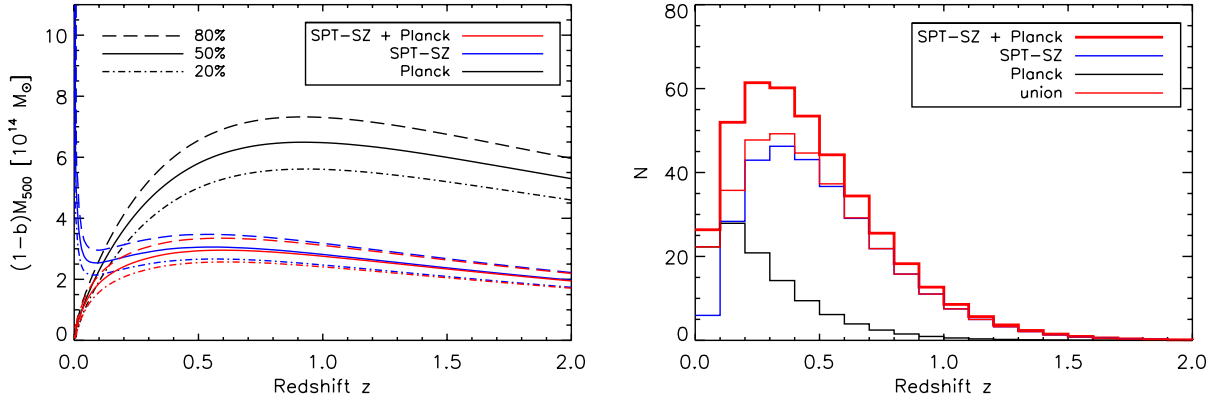 80%
50%
20%
SPT-SZ + Planck
SPT-SZ
Planck
(1-b)M500 [10^14 M⊙]
10
8
6
4
2
0
0.0 0.5 1.0 1.5 2.0
Redshift z
SPT-SZ + Planck
SPT-SZ
Planck
union
N
80
60
40
20
0
0.0 0.5 1.0 1.5 2.0
Redshift z